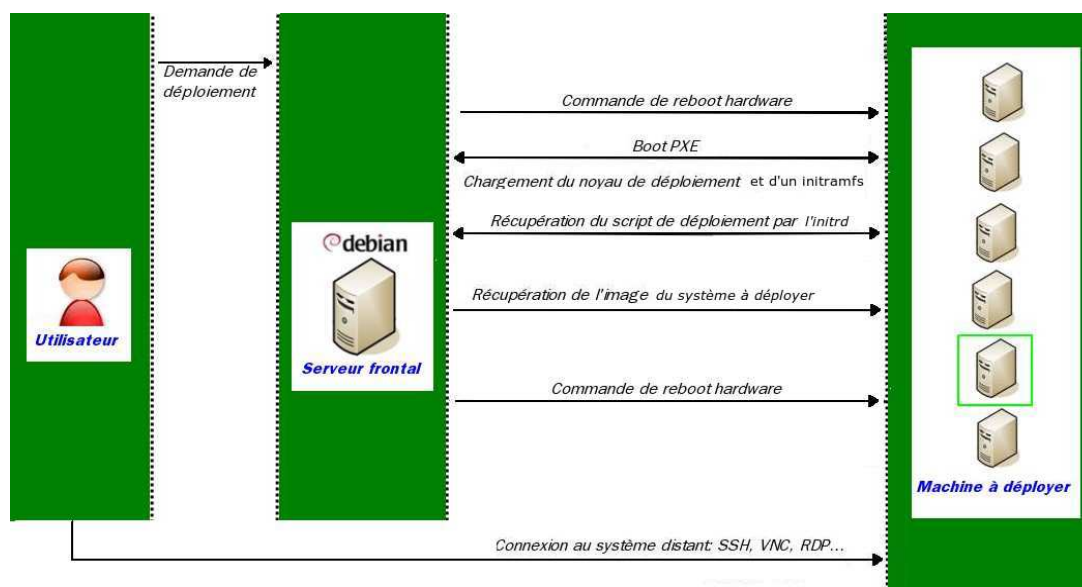 Demande de
déploiement
Commande de reboot hardware
Boot PXE
Chargement du noyau de déploiement et d'un initramfs
Récupération du script de déploiement par l'initrd
debian
Récupération de l'image du système à déployer
Utilisateur
Serveur frontal
Commande de reboot hardware
Machine à déployer
Connexion au système distant: SSH, VNC, RDP...